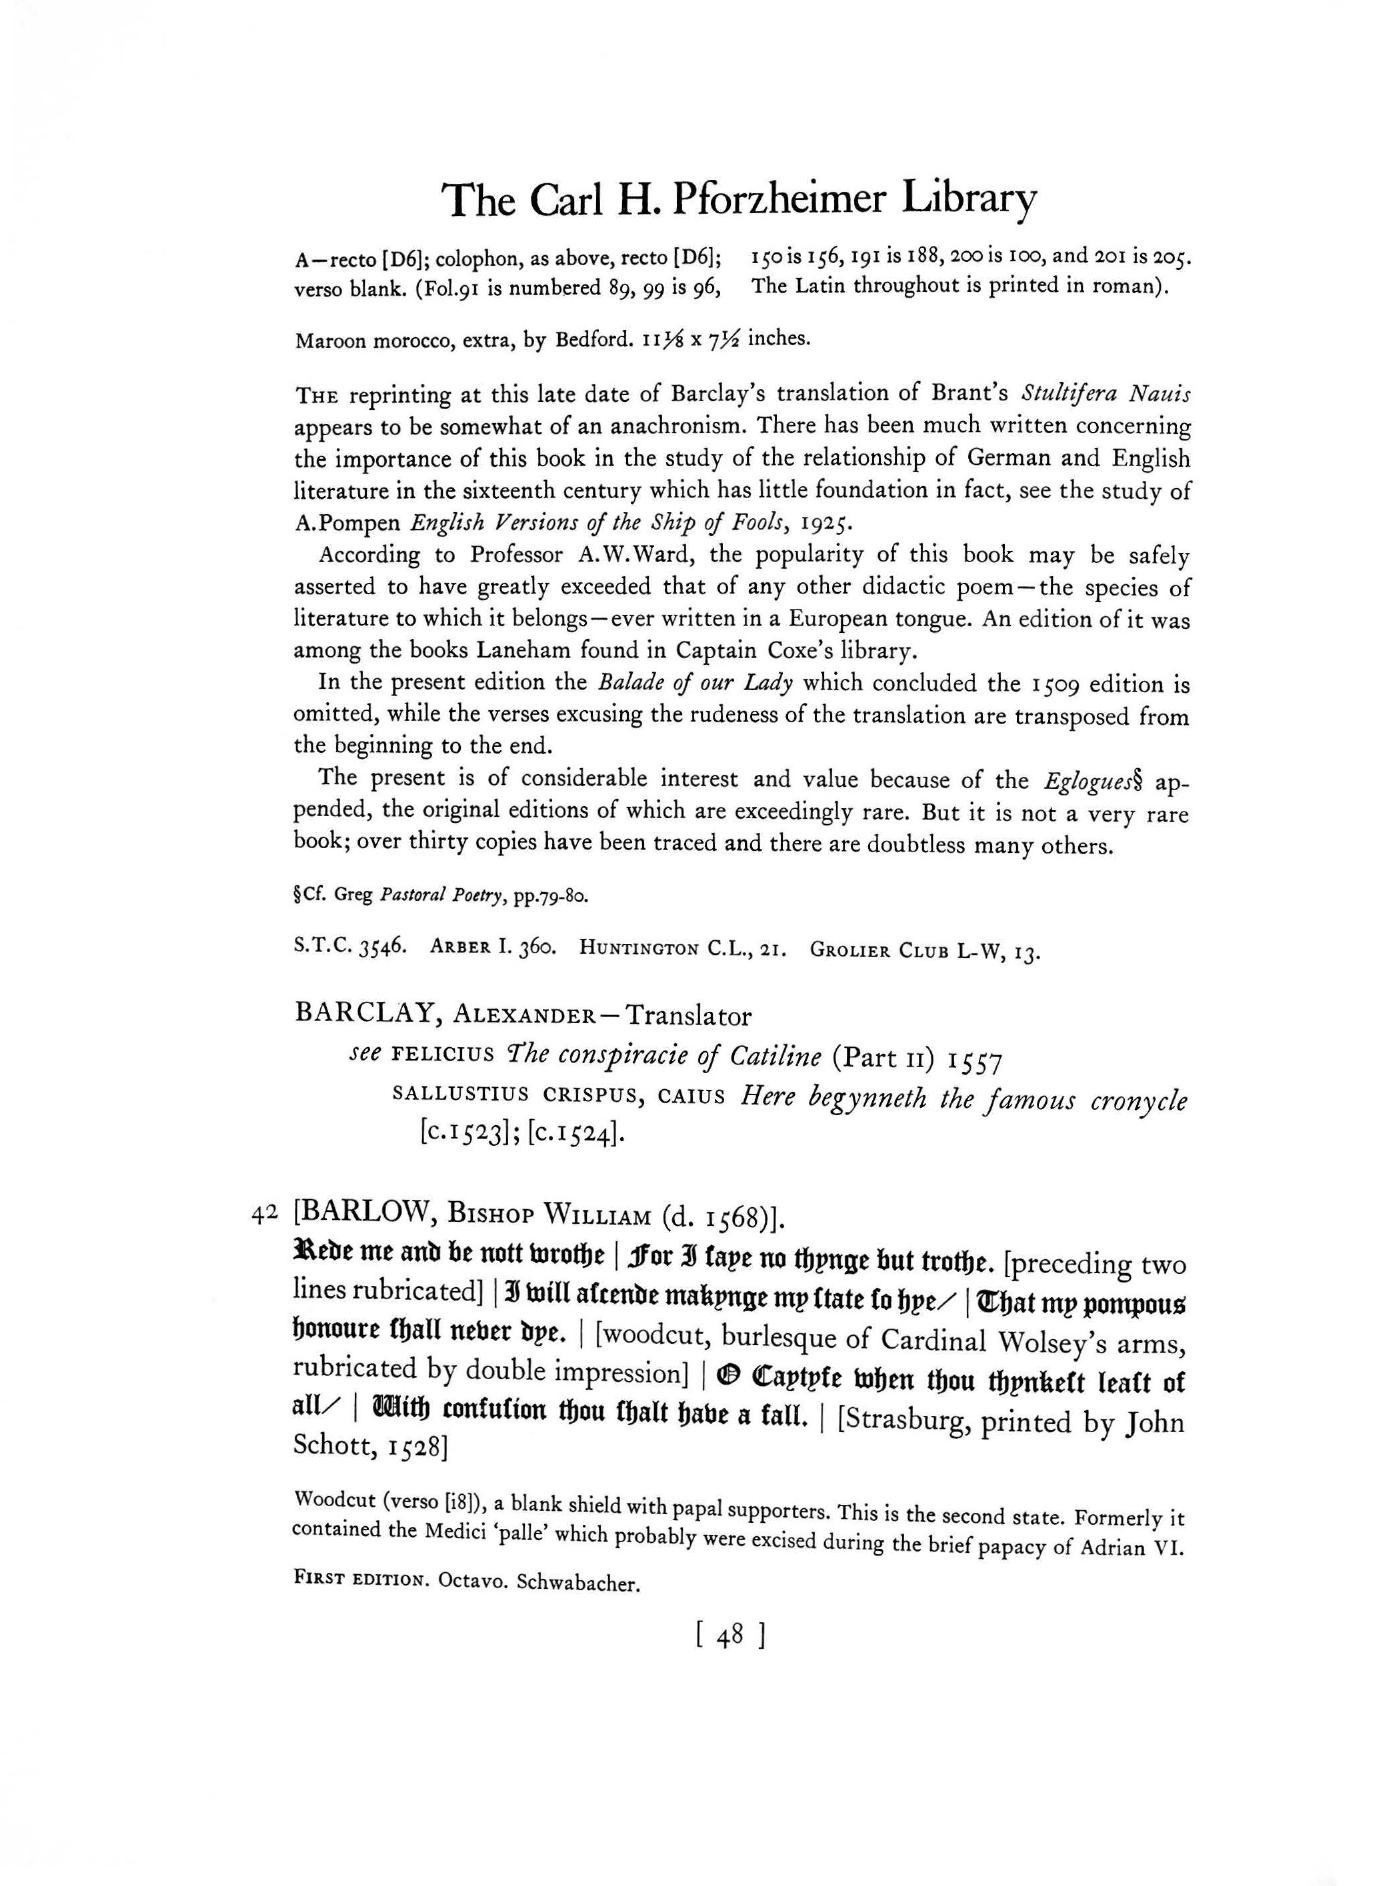 The Carl H. Pforzheimer Library
A—recto [D6]; colophon, as above, recto [D6];
verso blank. (Fol.91 is numbered 89, 99 is 96,
150 is 156, 191 is 188, 200 is 100, and 201 is 205.
The Latin throughout is printed in roman).
Maroon morocco, extra, by Bedford. 11⅛ x 7½ inches.
THE reprinting at this late date of Barclay's translation of Brant's Stultifera Nauis
appears to be somewhat of an anachronism. There has been much written concerning
the importance of this book in the study of the relationship of German and English
literature in the sixteenth century which has little foundation in fact, see the study of
A.Pompen English Versions of the Ship of Fools, 1925.
According to Professor A.W.Ward, the popularity of this book may be safely
asserted to have greatly exceeded that of any other didactic poem—the species of
literature to which it belongs—ever written in a European tongue. An edition of it was
among the books Laneham found in Captain Coxe's library.
In the present edition the Balade of our Lady which concluded the 1509 edition is
omitted, while the verses excusing the rudeness of the translation are transposed from
the beginning to the end.
The present is of considerable interest and value because of the Eglogues§ ap-
pended, the original editions of which are exceedingly rare. But it is not a very rare
book; over thirty copies have been traced and there are doubtless many others.
§Cf. Greg Pastoral Poetry, pp.79-80.
S.T.C. 3546. ARBER I. 360. HUNTINGTON C.L., 21. GROLIER CLUB L-W, 13.
BARCLAY, ALEXANDER—Translator
see FELICIUS The conspiracie of Catiline (Part II) 1557
SALLUSTIUS CRISPUS, CAIUS Here begynneth the famous cronycle
[c.1523]; [c.1524].
42 [BARLOW, BISHOP WILLIAM (d. 1568)].
Rede me and be nott wrothe | For I ſaye no thynge but trothe. [preceding two
lines rubricated] | I will aſcende makynge my ſtate ſo hye/ | That my pompous
honoure ſhall never dye. | [woodcut, burlesque of Cardinal Wolsey's arms,
rubricated by double impression] | O Caytyfe when thou thynkeſt leaſt of
all/ | With confuſion thou ſhalt have a fall. | [Strasburg, printed by John
Schott, 1528]
Woodcut (verso [i8]), a blank shield with papal supporters. This is the second state. Formerly it
contained the Medici 'palle' which probably were excised during the brief papacy of Adrian VI.
FIRST EDITION. Octavo. Schwabacher.
[ 48 ]